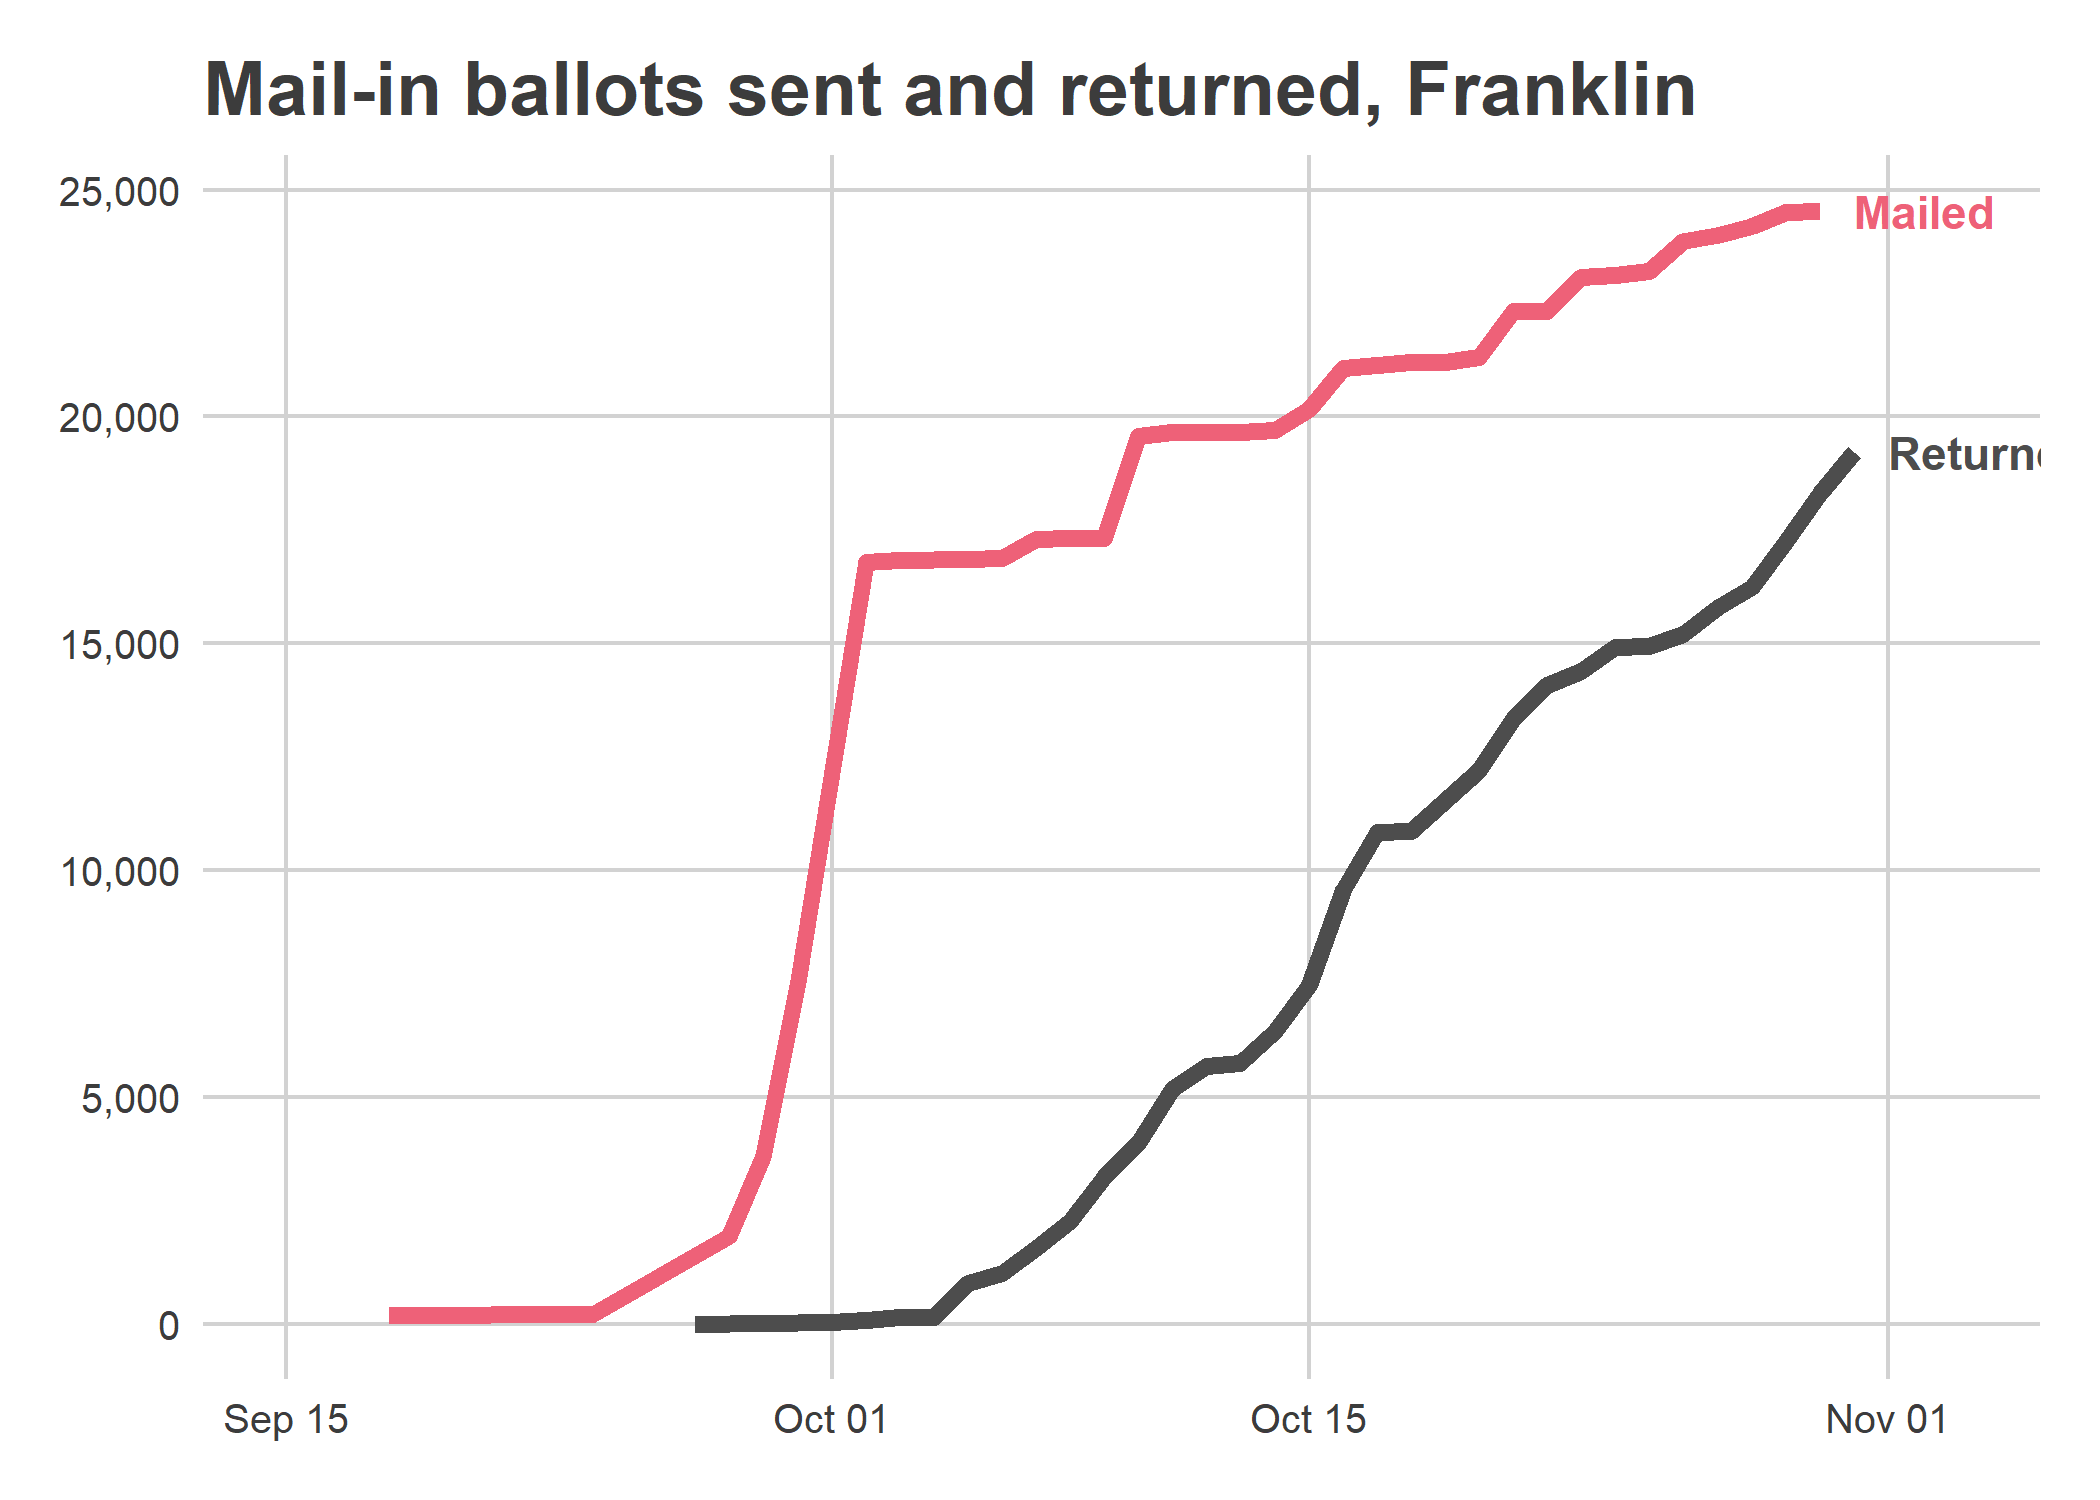 Mail-in ballots sent and returned, Franklin
25,000
Mailed
20,000
Returne
15,000
10,000
5,000
0
Sep 15 Oct 01 Oct 15 Nov 01